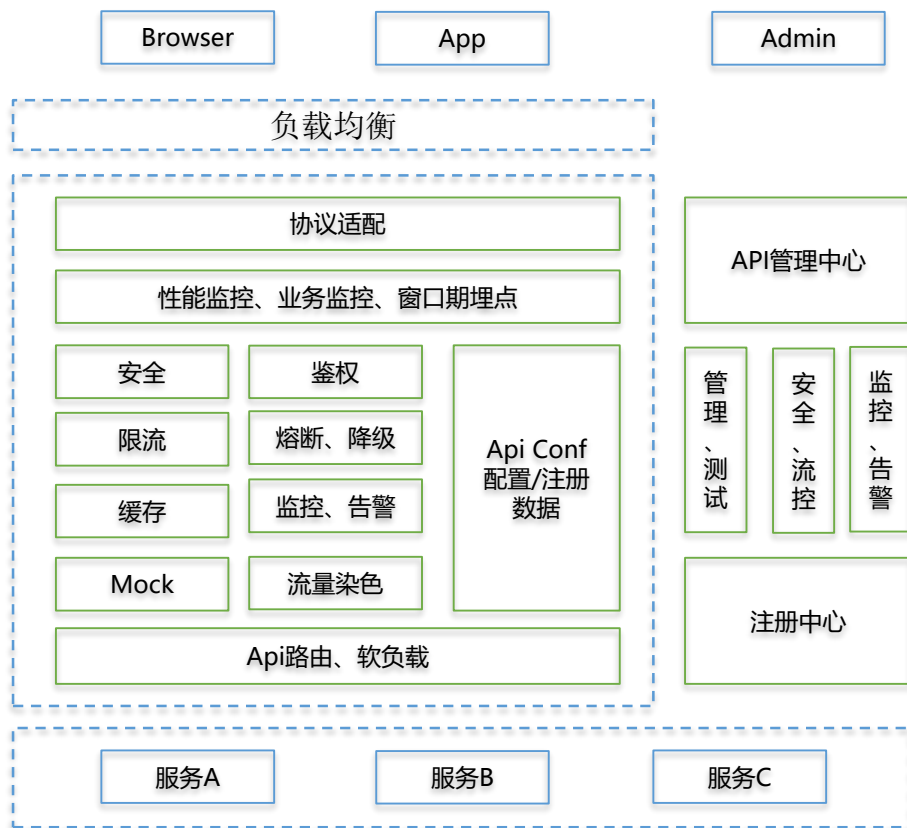 Browser
App
Admin
负载均衡
协议适配
性能监控、业务监控、窗口期埋点
安全
鉴权
限流
熔断、降级
缓存
监控、告警
Mock
流量染色
Api Conf
配置/注册
数据
Api路由、软负载
API管理中心
管理、测试
安全、流控
监控、告警
注册中心
服务A
服务B
服务C